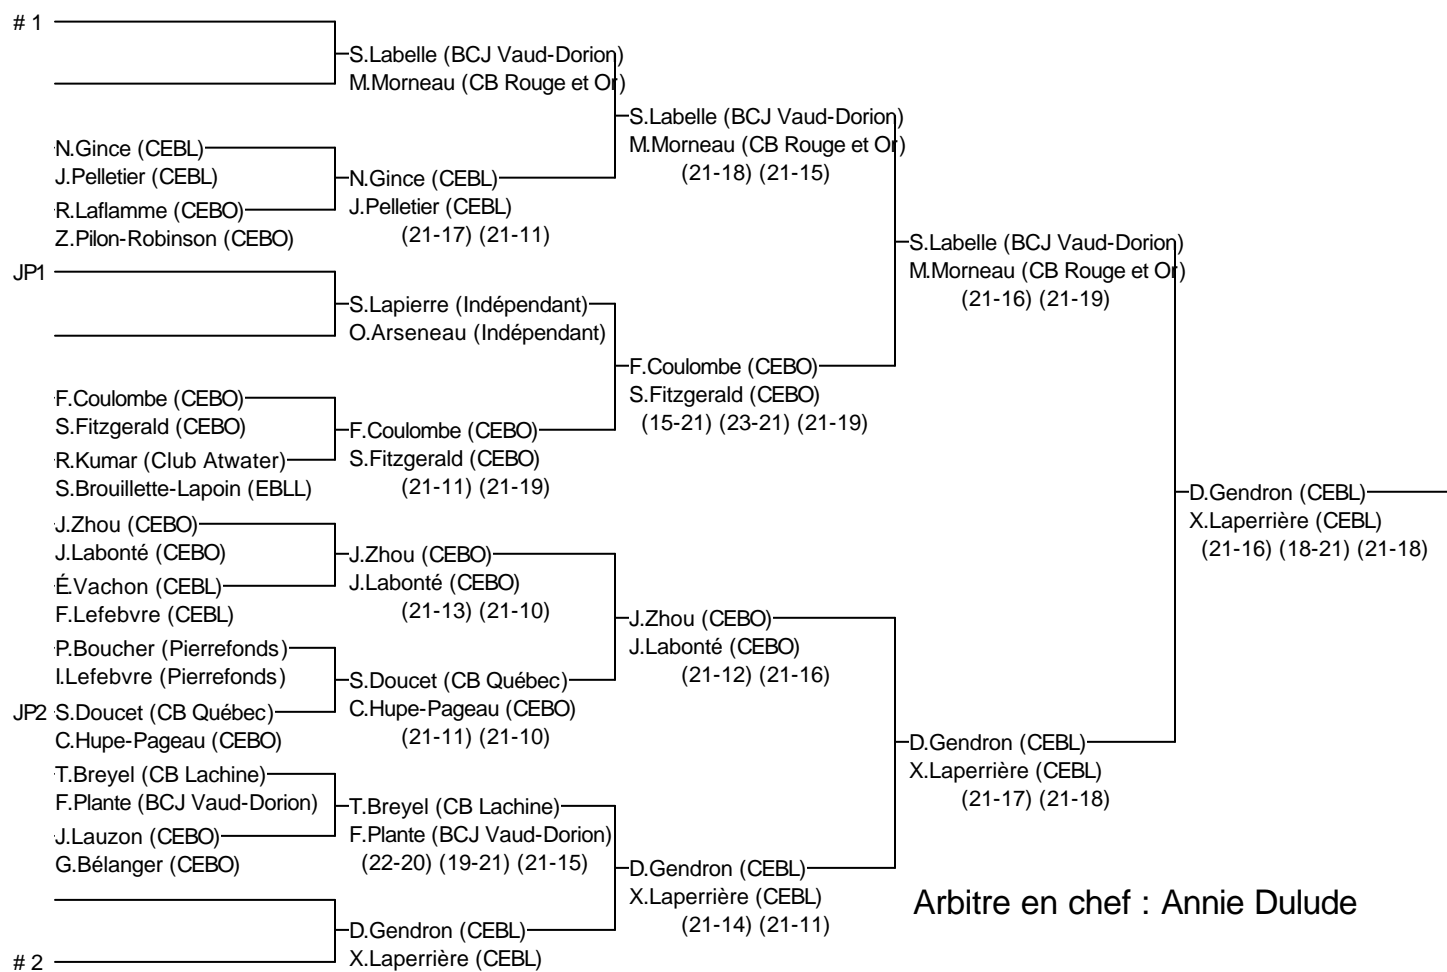 # 1
S.Labelle (BCJ Vaud-Dorion)
M.Morneau (CB Rouge et Or)
N.Gince (CEBL)
J.Pelletier (CEBL)
R.Laflamme (CEBO)
Z.Pilon-Robinson (CEBO)
N.Gince (CEBL)
J.Pelletier (CEBL)
(21-17) (21-11)
S.Labelle (BCJ Vaud-Dorion)
M.Morneau (CB Rouge et Or)
(21-18) (21-15)
JP1
S.Lapierre (Indépendant)
O.Arseneau (Indépendant)
F.Coulombe (CEBO)
S.Fitzgerald (CEBO)
R.Kumar (Club Atwater)
S.Brouillette-Lapoin (EBLL)
F.Coulombe (CEBO)
S.Fitzgerald (CEBO)
(21-11) (21-19)
F.Coulombe (CEBO)
S.Fitzgerald (CEBO)
(15-21) (23-21) (21-19)
S.Labelle (BCJ Vaud-Dorion)
M.Morneau (CB Rouge et Or)
(21-16) (21-19)
J.Zhou (CEBO)
J.Labonté (CEBO)
É.Vachon (CEBL)
F.Lefebvre (CEBL)
J.Zhou (CEBO)
J.Labonté (CEBO)
(21-13) (21-10)
P.Boucher (Pierrefonds)
I.Lefebvre (Pierrefonds)
JP2 S.Doucet (CB Québec)
C.Hupe-Pageau (CEBO)
S.Doucet (CB Québec)
C.Hupe-Pageau (CEBO)
(21-11) (21-10)
J.Zhou (CEBO)
J.Labonté (CEBO)
(21-12) (21-16)
T.Breyel (CB Lachine)
F.Plante (BCJ Vaud-Dorion)
J.Lauzon (CEBO)
G.Bélanger (CEBO)
T.Breyel (CB Lachine)
F.Plante (BCJ Vaud-Dorion)
(22-20) (19-21) (21-15)
# 2
D.Gendron (CEBL)
X.Laperrière (CEBL)
D.Gendron (CEBL)
X.Laperrière (CEBL)
(21-14) (21-11)
D.Gendron (CEBL)
X.Laperrière (CEBL)
(21-17) (21-18)
D.Gendron (CEBL)
X.Laperrière (CEBL)
(21-16) (18-21) (21-18)
Arbitre en chef : Annie Dulude